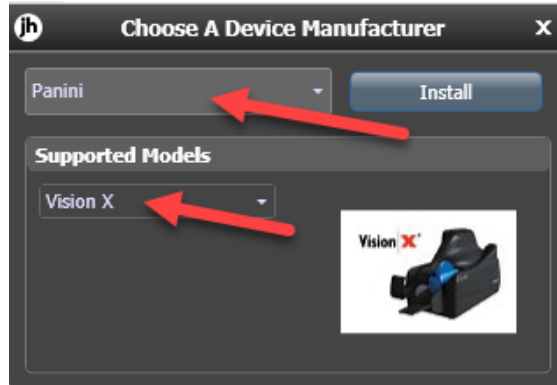 jh Choose A Device Manufacturer X
Panini Install
Supported Models
Vision X
Vision X